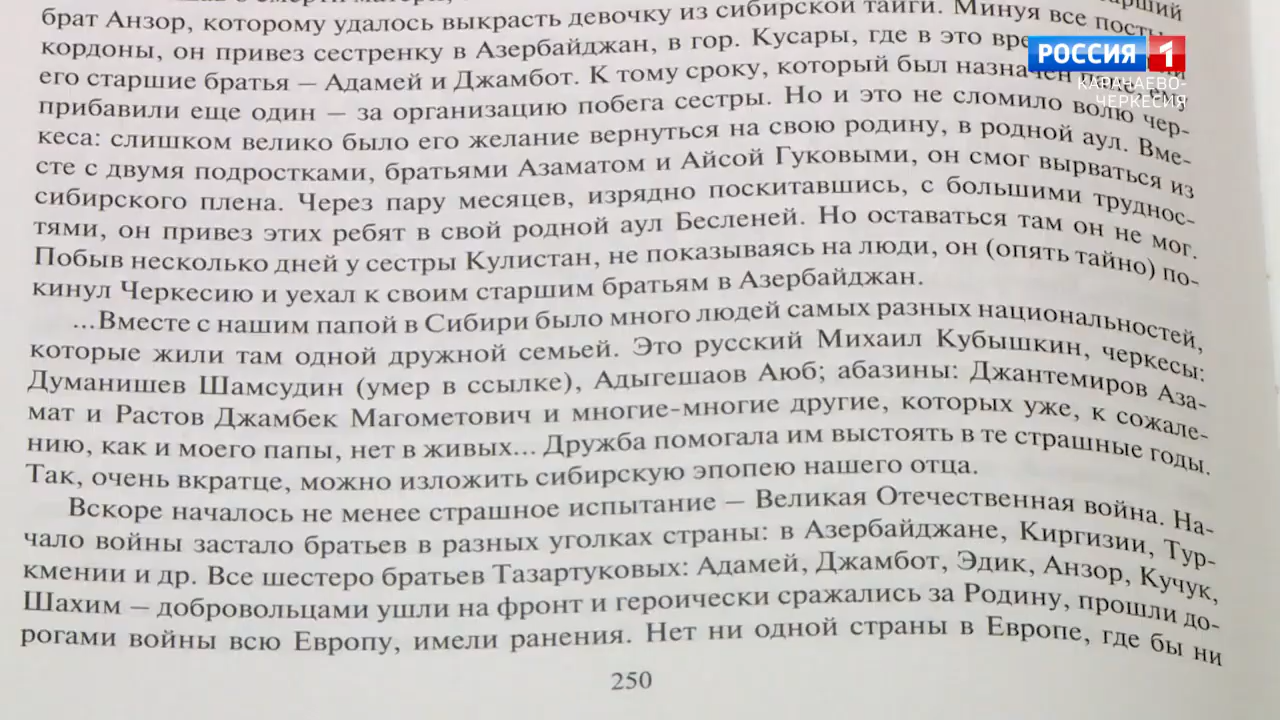 брат Анзор, которому удалось выкрасть девочку из сибирской тайги. Минуя все посты,
кордоны, он привез сестренку в Азербайджан, в гор. Кусары, где в это
его старшие братья – Адамей и Джамбот. К тому сроку, который был назначен
прибавили еще один – за организацию побега сестры. Но и это не сломило волю чер-
кеса: слишком велико было его желание вернуться на свою родину, в родной аул. Вме-
сте с двумя подростками, братьями Азаматом и Айсой Гуковыми, он смог вырваться из
сибирского плена. Через пару месяцев, изрядно поскитавшись, с большими труднос-
тями, он привез этих ребят в свой родной аул Бесленей. Но оставаться там он не мог.
Побыв несколько дней у сестры Кулистан, не показываясь на люди, он (опять тайно) по-
кинул Черкесию и уехал к своим старшим братьям в Азербайджан.
...Вместе с нашим папой в Сибири было много людей самых разных национальностей,
которые жили там одной дружной семьей. Это русский Михаил Кубышкин, черкесы:
Думанишев Шамсудин (умер в ссылке), Адыгешаов Аюб; абазины: Джантемиров Аза-
мат и Растов Джамбек Магометович и многие-многие другие, которых уже, к сожале-
нию, как и моего папы, нет в живых... Дружба помогала им выстоять в те страшные годы.
Так, очень вкратце, можно изложить сибирскую эпопею нашего отца.
Вскоре началось не менее страшное испытание – Великая Отечественная война. На-
чало войны застало братьев в разных уголках страны: в Азербайджане, Киргизии, Тур-
кмении и др. Все шестеро братьев Тазартуковых: Адамей, Джамбот, Эдик, Анзор, Кучук,
Шахим – добровольцами ушли на фронт и героически сражались за Родину, прошли до-
рогами войны всю Европу, имели ранения. Нет ни одной страны в Европе, где бы ни
250
РОССИЯ 1
КАРАЧАЕВО-
ЧЕРКЕСИЯ